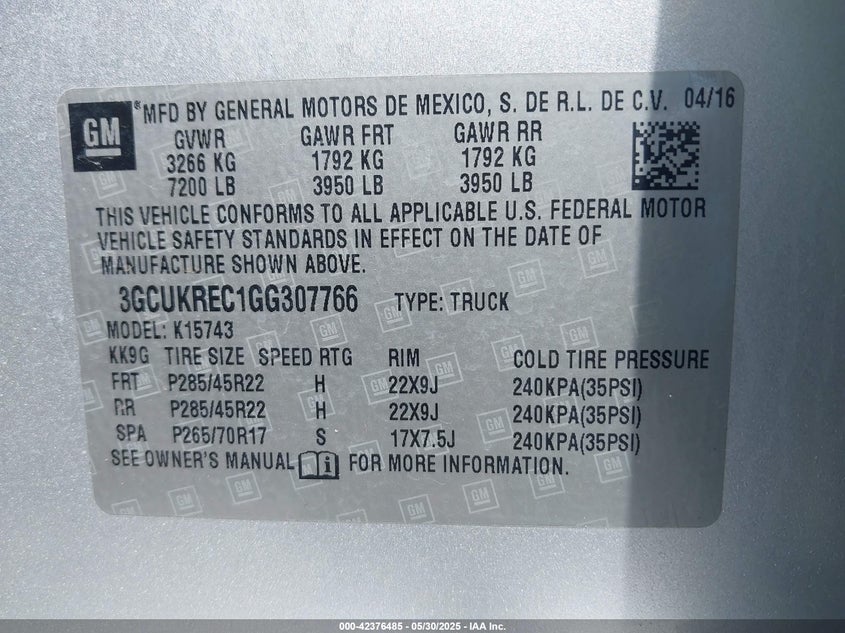 GM ® MFD BY GENERAL MOTORS DE MEXICO, S. DE R.L. DE C.V. 04/16
GVWR GAWR FRT GAWR RR
3266 KG 1792 KG 1792 KG
7200 LB 3950 LB 3950 LB
THIS VEHICLE CONFORMS TO ALL APPLICABLE U.S. FEDERAL MOTOR
VEHICLE SAFETY STANDARDS IN EFFECT ON THE DATE OF
MANUFACTURE SHOWN ABOVE.
3GCUKREC1GG307766 TYPE: TRUCK
MODEL: K15743
KK9G TIRE SIZE SPEED RTG RIM COLD TIRE PRESSURE
FRT P285/45R22 H 22X9J 240KPA(35PSI)
RR P285/45R22 H 22X9J 240KPA(35PSI)
SPA P265/70R17 S 17X7.5J 240KPA(35PSI)
SEE OWNER'S MANUAL FOR MORE INFORMATION.
000-42376485 - 05/30/2025 - IAA Inc.